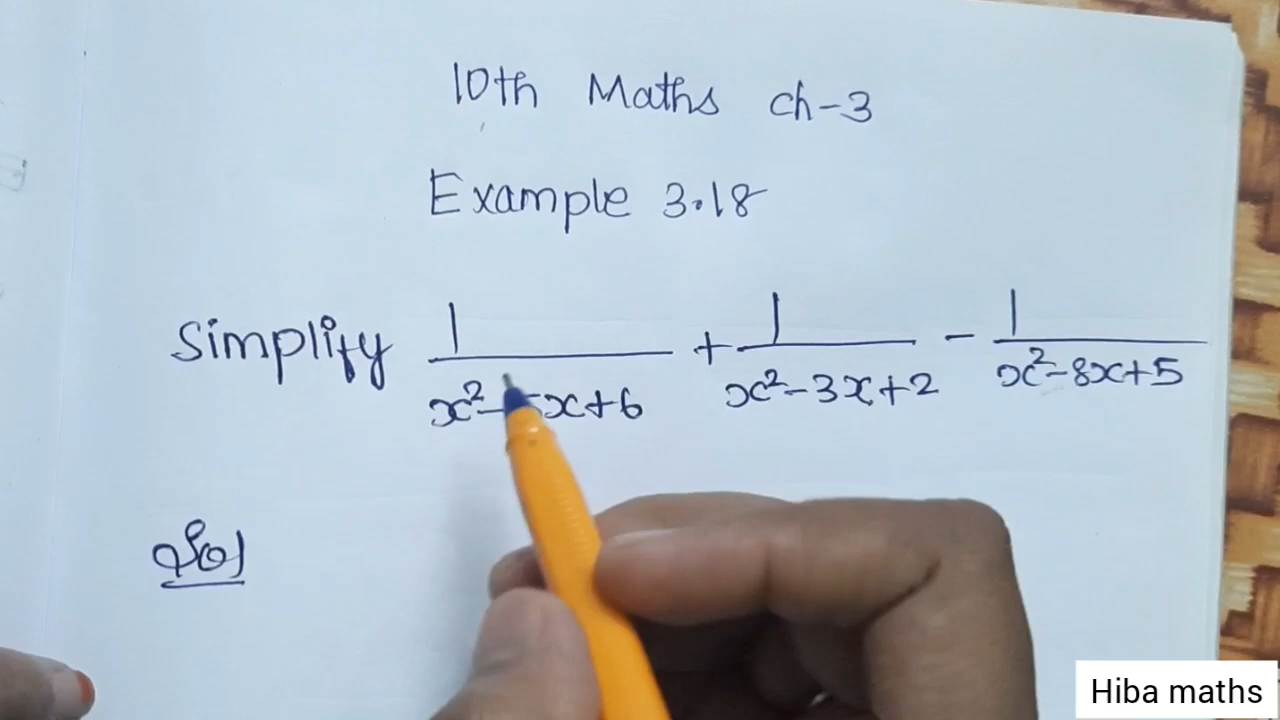 10th Maths ch-3
Example 3.18
Simplify 1/(x²-5x+6) + 1/(x²-3x+2) - 1/(x²-8x+5)
Sol
Hiba maths